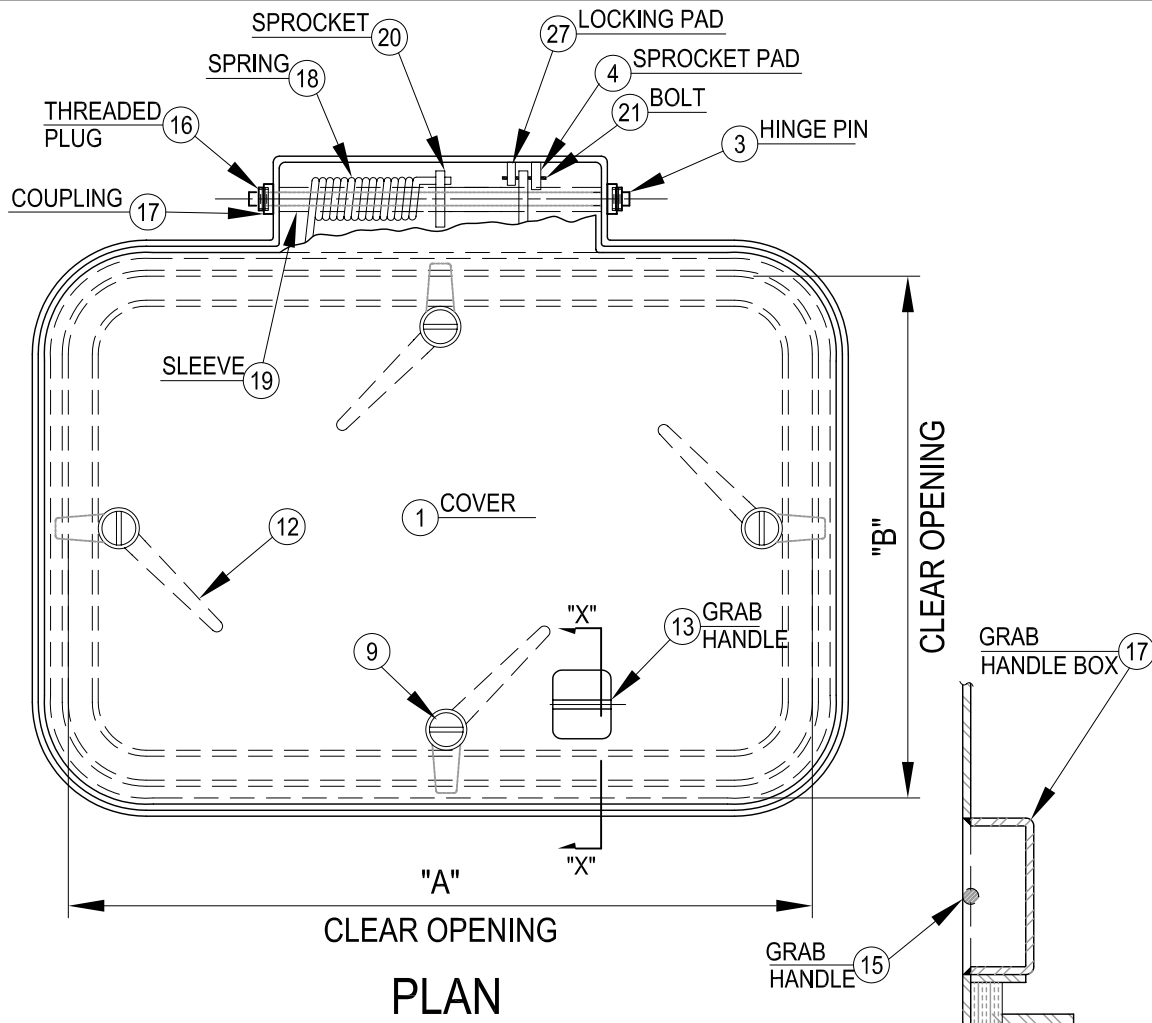 SPROCKET 20
27 LOCKING PAD
SPRING 18
4 SPROCKET PAD
21 BOLT
THREADED
PLUG
16
3 HINGE PIN
COUPLING 17
SLEEVE 19
1 COVER
12
"B"
CLEAR OPENING
9
"X"
13 GRAB
HANDLE
GRAB
HANDLE BOX
17
"X"
"A"
CLEAR OPENING
GRAB
HANDLE
15
PLAN